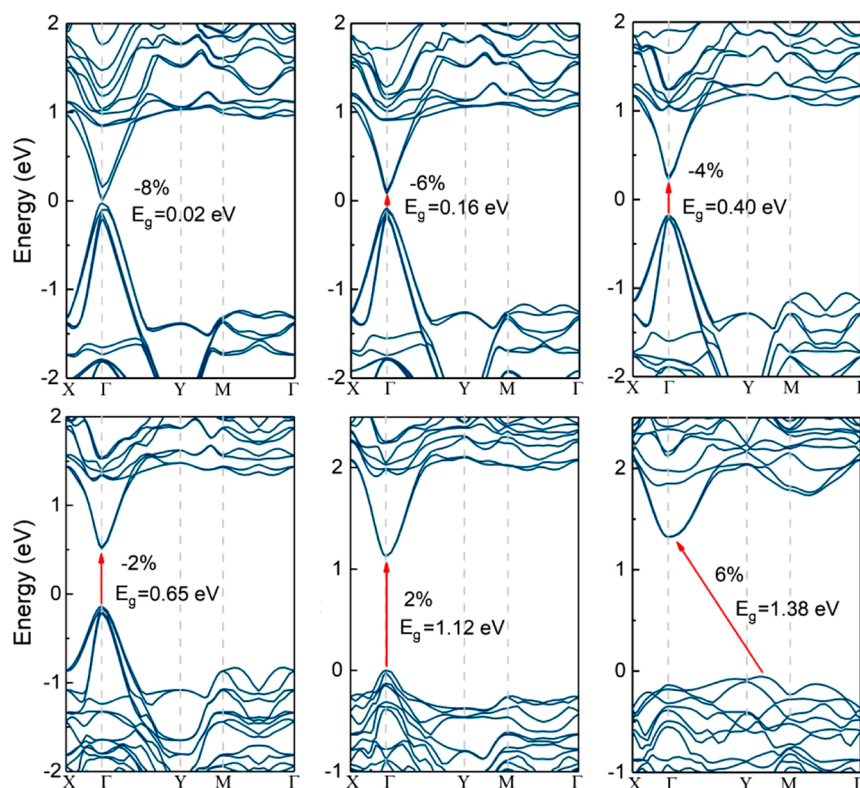 2
1
0
-1
-2
Energy (eV)
-8%
E_g=0.02 eV
X Γ Y M Γ
2
1
0
-1
-2
-6%
E_g=0.16 eV
X Γ Y M Γ
2
1
0
-1
-2
-4%
E_g=0.40 eV
X Γ Y M Γ
2
1
0
-1
-2
Energy (eV)
-2%
E_g=0.65 eV
X Γ Y M Γ
2
1
0
-1
2%
E_g=1.12 eV
X Γ Y M Γ
2
1
0
-1
6%
E_g=1.38 eV
X Γ Y M Γ